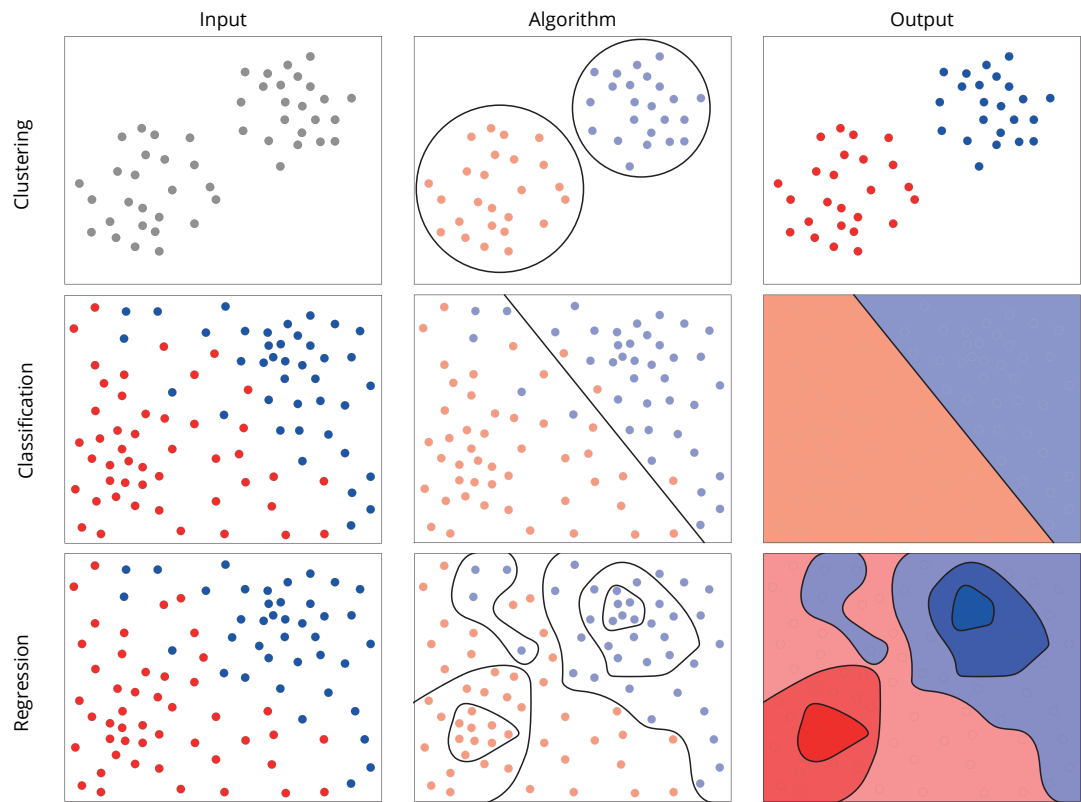 Input
Algorithm
Output
Clustering
Classification
Regression